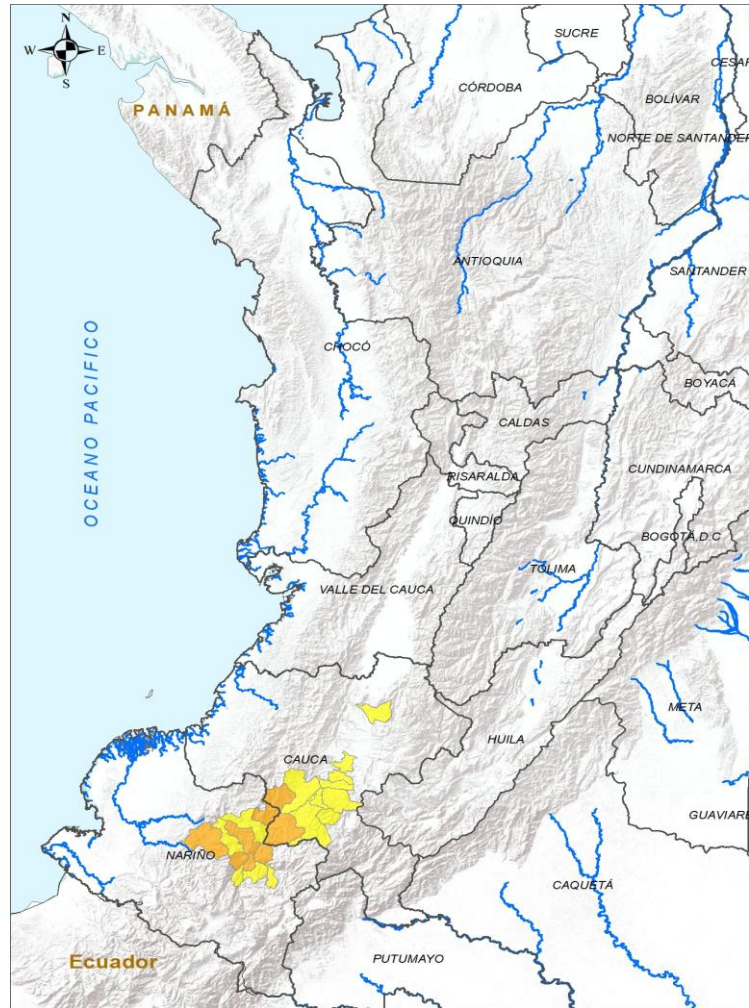 N
W E
S
SUCRE
CESAR
CÓRDOBA
BOLÍVAR
PANAMÁ
NORTE DE SANTANDER
ANTIOQUIA
SANTANDER
OCEANO PACIFICO
CHOCÓ
BOYACÁ
CALDAS
CUNDINAMARCA
RISARALDA
QUINDÍO
BOGOTÁ,D.C
TOLIMA
VALLE DEL CAUCA
META
HUILA
CAUCA
GUAVIARE
NARIÑO
CAQUETÁ
Ecuador
PUTUMAYO